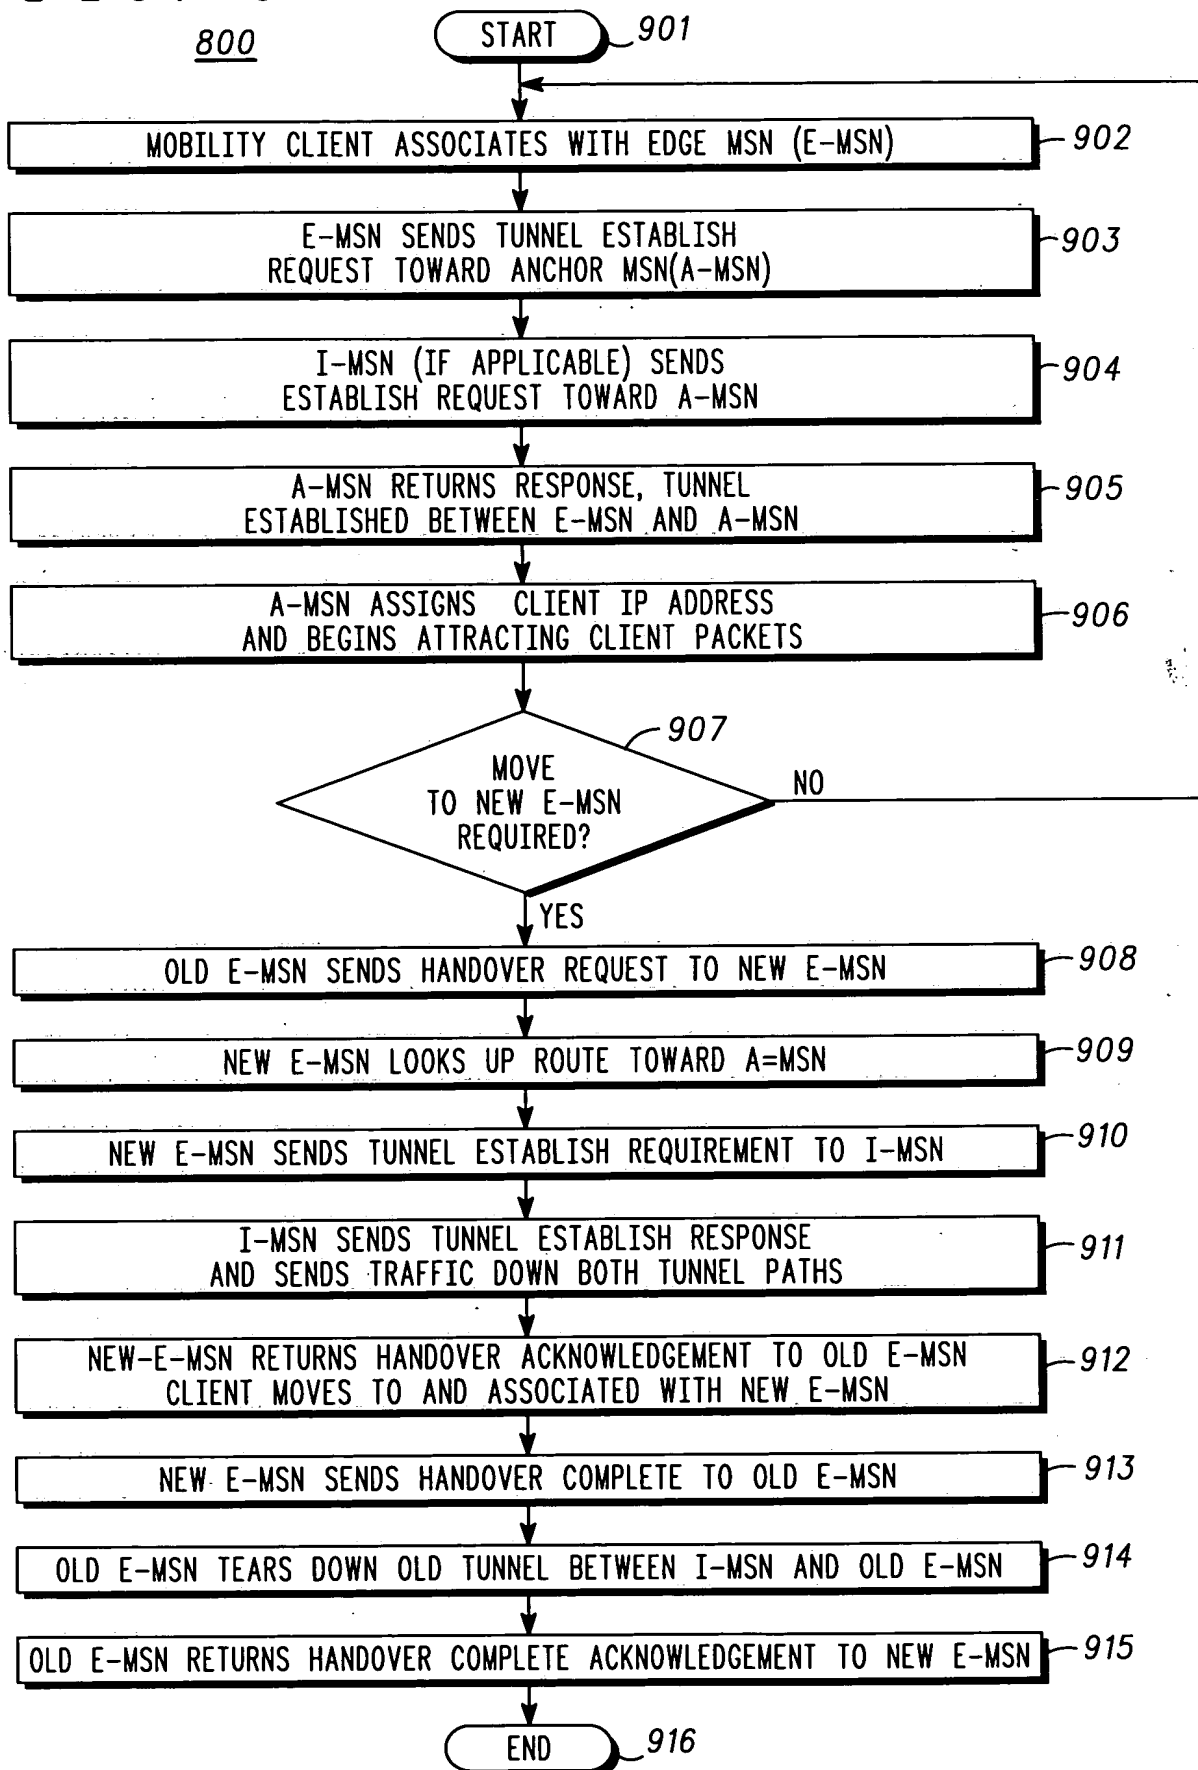 800
START 901
MOBILITY CLIENT ASSOCIATES WITH EDGE MSN (E-MSN) 902
E-MSN SENDS TUNNEL ESTABLISH
REQUEST TOWARD ANCHOR MSN(A-MSN) 903
I-MSN (IF APPLICABLE) SENDS
ESTABLISH REQUEST TOWARD A-MSN 904
A-MSN RETURNS RESPONSE, TUNNEL
ESTABLISHED BETWEEN E-MSN AND A-MSN 905
A-MSN ASSIGNS CLIENT IP ADDRESS
AND BEGINS ATTRACTING CLIENT PACKETS 906
907
MOVE
TO NEW E-MSN
REQUIRED?
NO
YES
OLD E-MSN SENDS HANDOVER REQUEST TO NEW E-MSN 908
NEW E-MSN LOOKS UP ROUTE TOWARD A=MSN 909
NEW E-MSN SENDS TUNNEL ESTABLISH REQUIREMENT TO I-MSN 910
I-MSN SENDS TUNNEL ESTABLISH RESPONSE
AND SENDS TRAFFIC DOWN BOTH TUNNEL PATHS 911
NEW-E-MSN RETURNS HANDOVER ACKNOWLEDGEMENT TO OLD E-MSN
CLIENT MOVES TO AND ASSOCIATED WITH NEW E-MSN 912
NEW E-MSN SENDS HANDOVER COMPLETE TO OLD E-MSN 913
OLD E-MSN TEARS DOWN OLD TUNNEL BETWEEN I-MSN AND OLD E-MSN 914
OLD E-MSN RETURNS HANDOVER COMPLETE ACKNOWLEDGEMENT TO NEW E-MSN 915
END 916